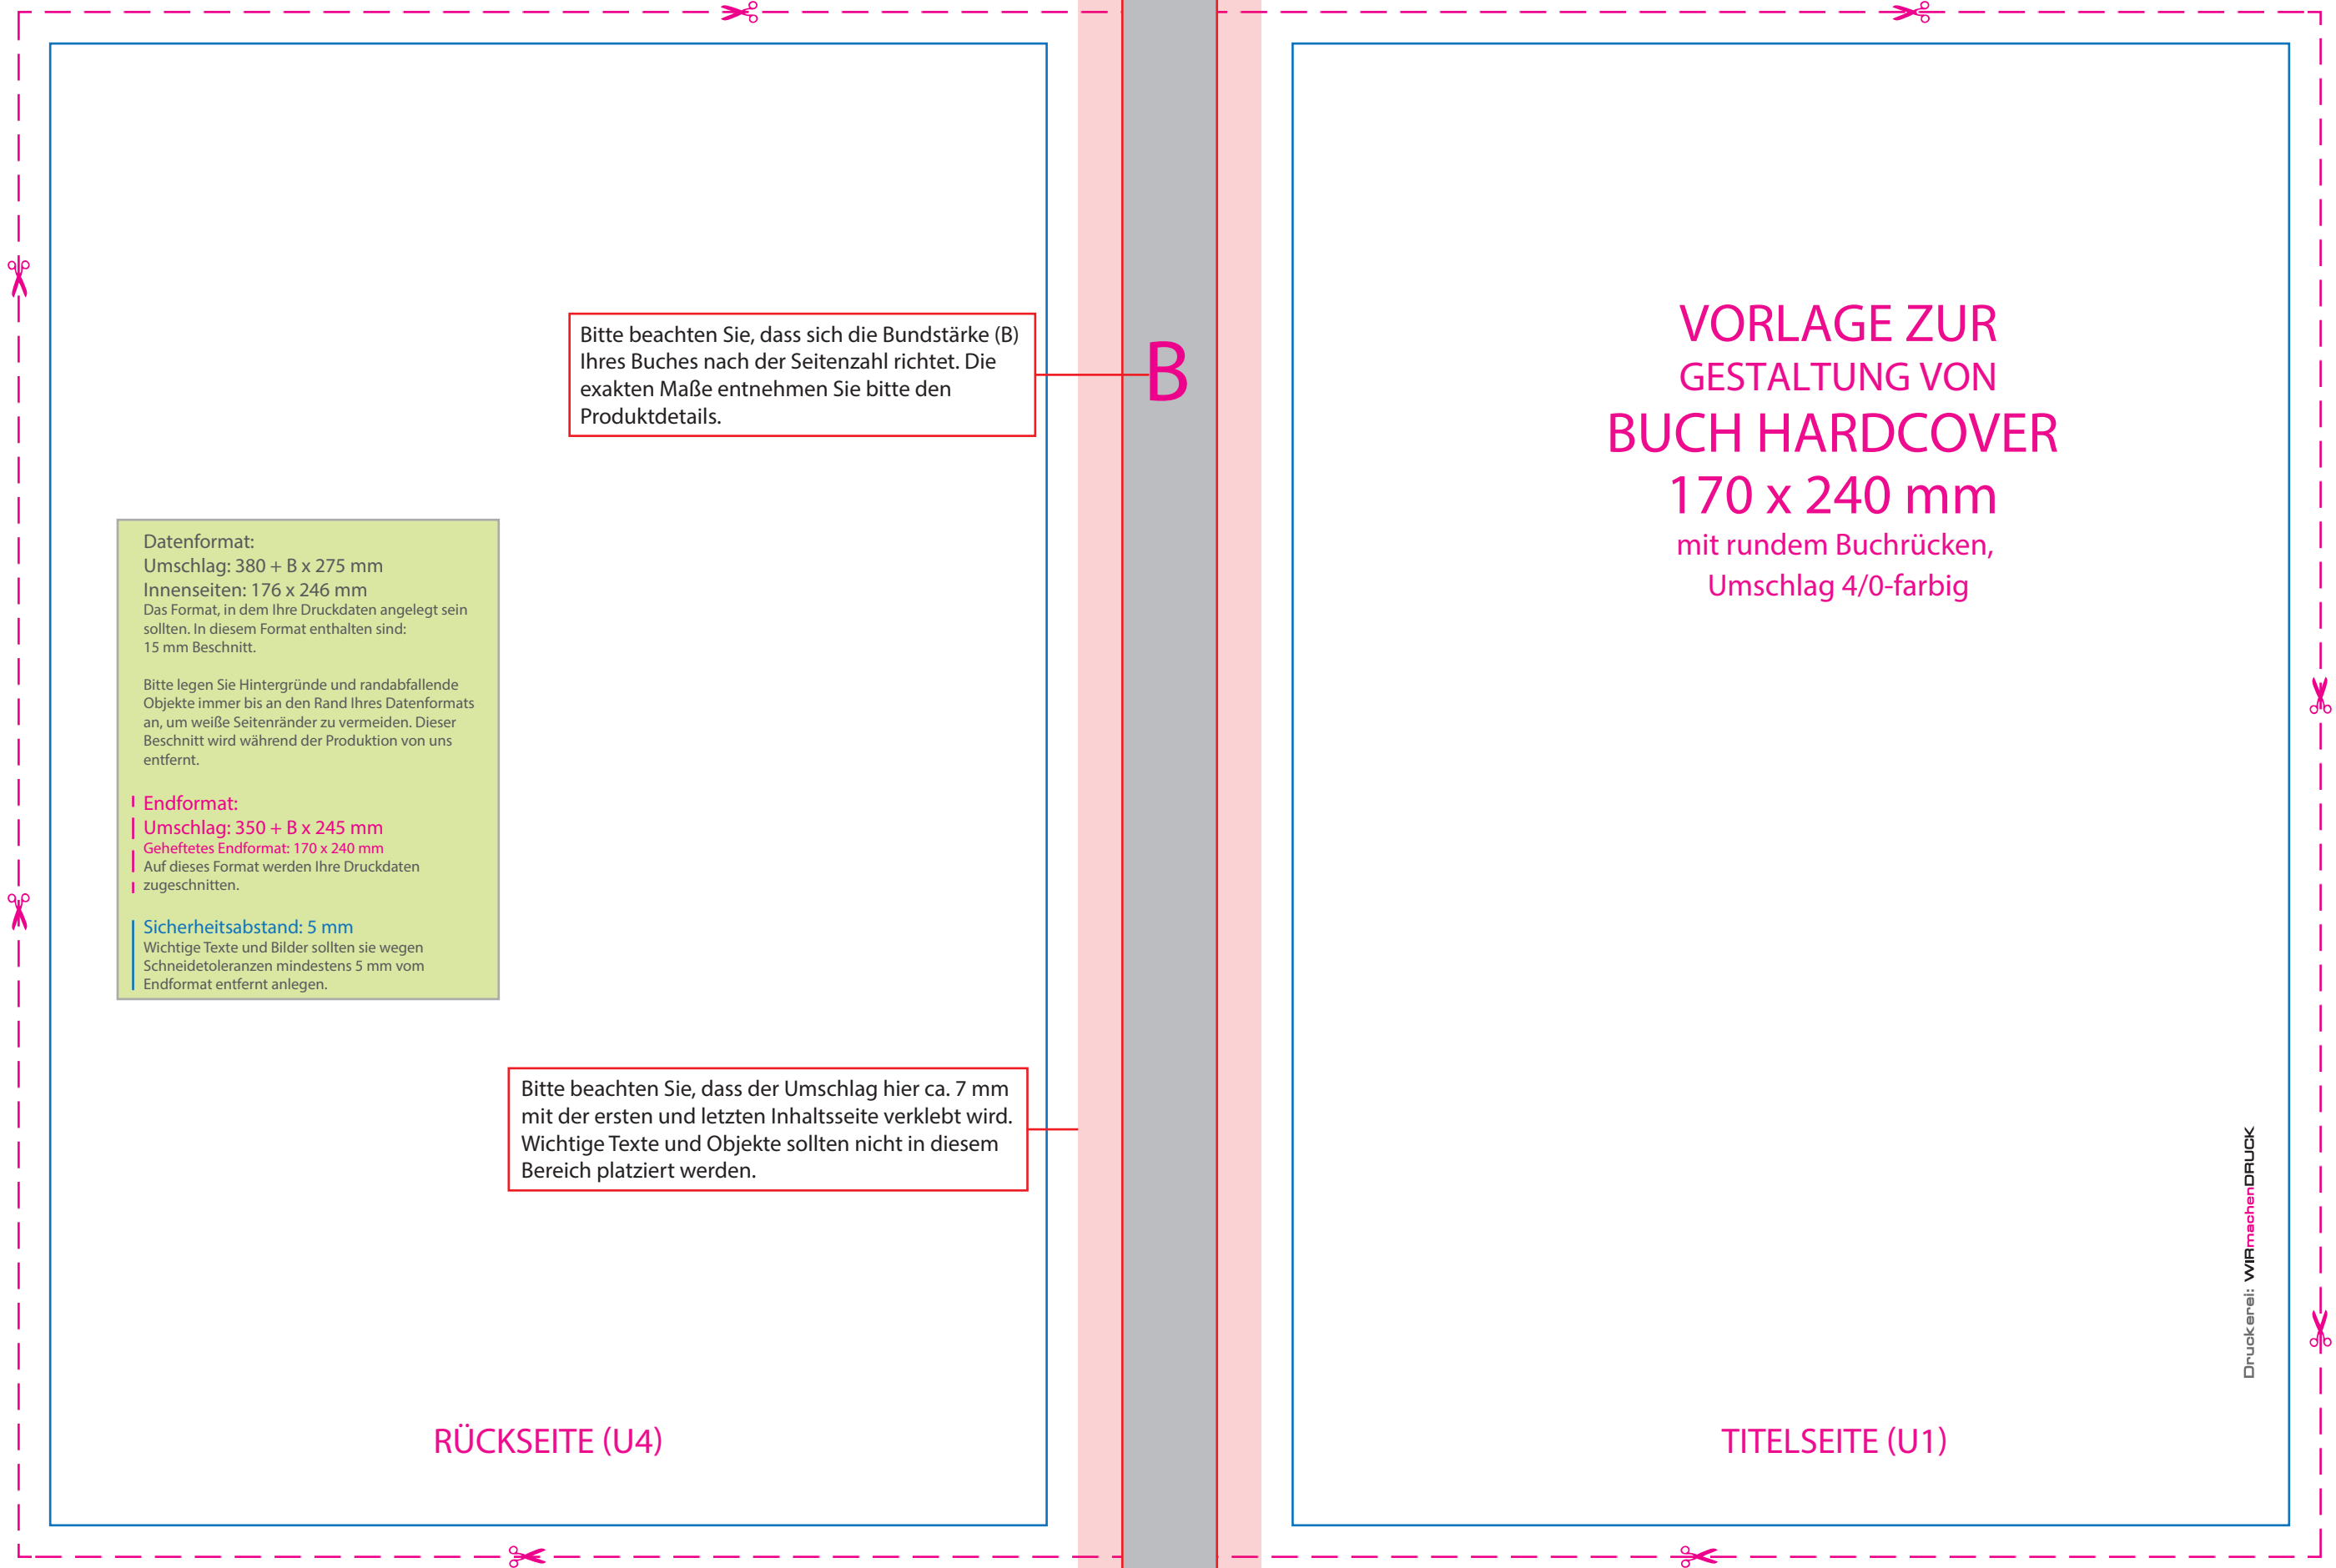 Bitte beachten Sie, dass sich die Bundstärke (B)
Ihres Buches nach der Seitenzahl richtet. Die
exakten Maße entnehmen Sie bitte den
Produktdetails.
B
Datenformat:
Umschlag: 380 + B x 275 mm
Innenseiten: 176 x 246 mm
Das Format, in dem Ihre Druckdaten angelegt sein
sollten. In diesem Format enthalten sind:
15 mm Beschnitt.
Bitte legen Sie Hintergründe und randabfallende
Objekte immer bis an den Rand Ihres Datenformats
an, um weiße Seitenränder zu vermeiden. Dieser
Beschnitt wird während der Produktion von uns
entfernt.
Endformat:
Umschlag: 350 + B x 245 mm
Geheftetes Endformat: 170 x 240 mm
Auf dieses Format werden Ihre Druckdaten
zugeschnitten.
Sicherheitsabstand: 5 mm
Wichtige Texte und Bilder sollten sie wegen
Schneidetoleranzen mindestens 5 mm vom
Endformat entfernt anlegen.
Bitte beachten Sie, dass der Umschlag hier ca. 7 mm
mit der ersten und letzten Inhaltsseite verklebt wird.
Wichtige Texte und Objekte sollten nicht in diesem
Bereich platziert werden.
RÜCKSEITE (U4)
VORLAGE ZUR
GESTALTUNG VON
BUCH HARDCOVER
170 x 240 mm
mit rundem Buchrücken,
Umschlag 4/0-farbig
Druckerei: WIRmachenDRUCK
TITELSEITE (U1)